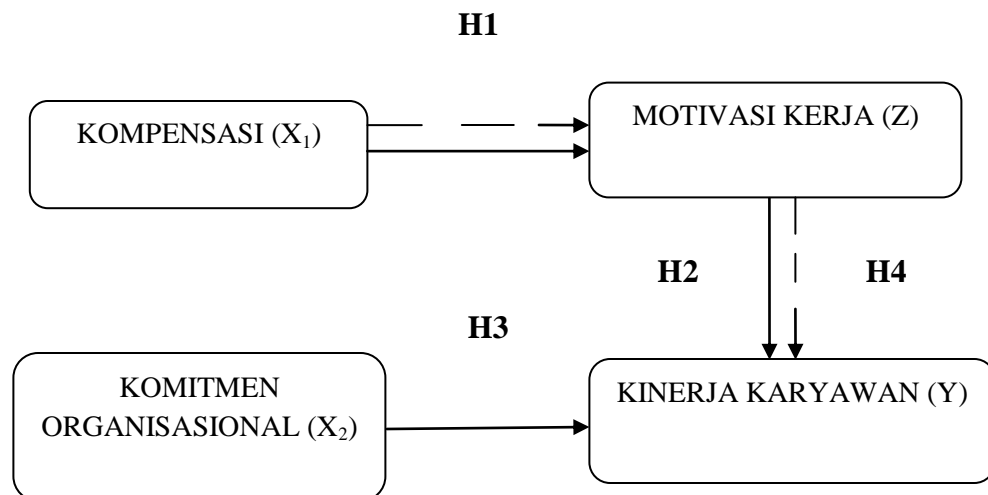 H1
KOMPENSASI (X₁)
MOTIVASI KERJA (Z)
H2
H4
H3
KOMITMEN
ORGANISASIONAL (X₂)
KINERJA KARYAWAN (Y)